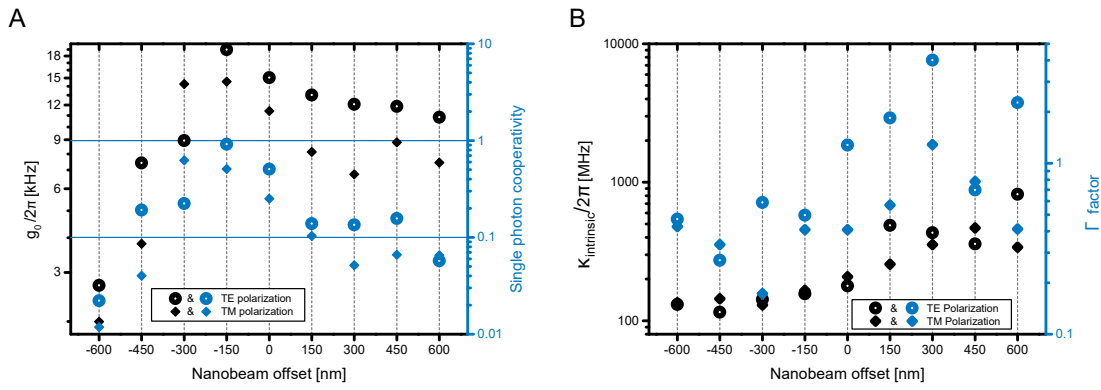 A
B
18
15
12
9
6
3
g₀/2π [kHz]
10
1
0.1
0.01
Single photon cooperativity
& TE polarization
& TM polarization
-600 -450 -300 -150 0 150 300 450 600
Nanobeam offset [nm]
10000
1000
100
Κintrinsic/2π [MHz]
1
0.1
Γ factor
& TE Polarization
& TM Polarization
-600 -450 -300 -150 0 150 300 450 600
Nanobeam offset [nm]